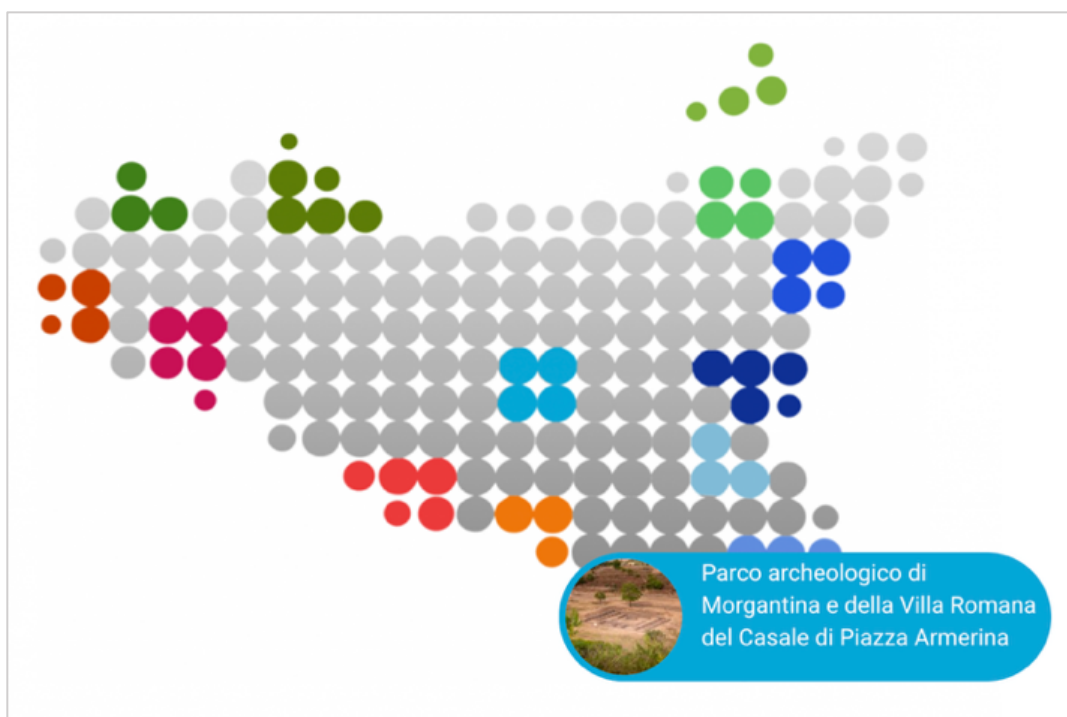 Parco archeologico di
Morgantina e della Villa Romana
del Casale di Piazza Armerina